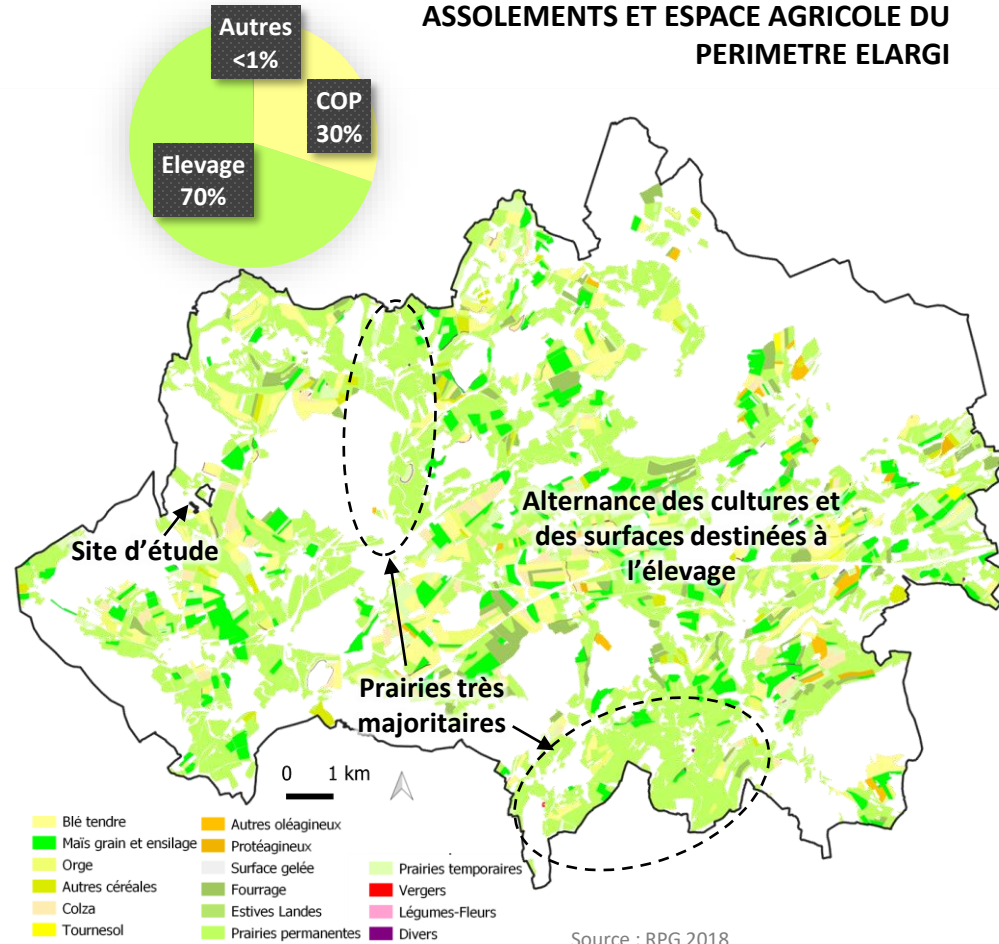 ASSOLEMENTS ET ESPACE AGRICOLE DU
PERIMETRE ELARGI
Autres
<1%
COP
30%
Elevage
70%
Alternance des cultures et
des surfaces destinées à
l'élevage
Site d'étude
Prairies très
majoritaires
0 1 km
Blé tendre
Maïs grain et ensilage
Orge
Autres céréales
Colza
Tournesol
Autres oléagineux
Protéagineux
Surface gelée
Fourrage
Estives Landes
Prairies permanentes
Prairies temporaires
Vergers
Légumes-Fleurs
Divers
Source : RPG 2018